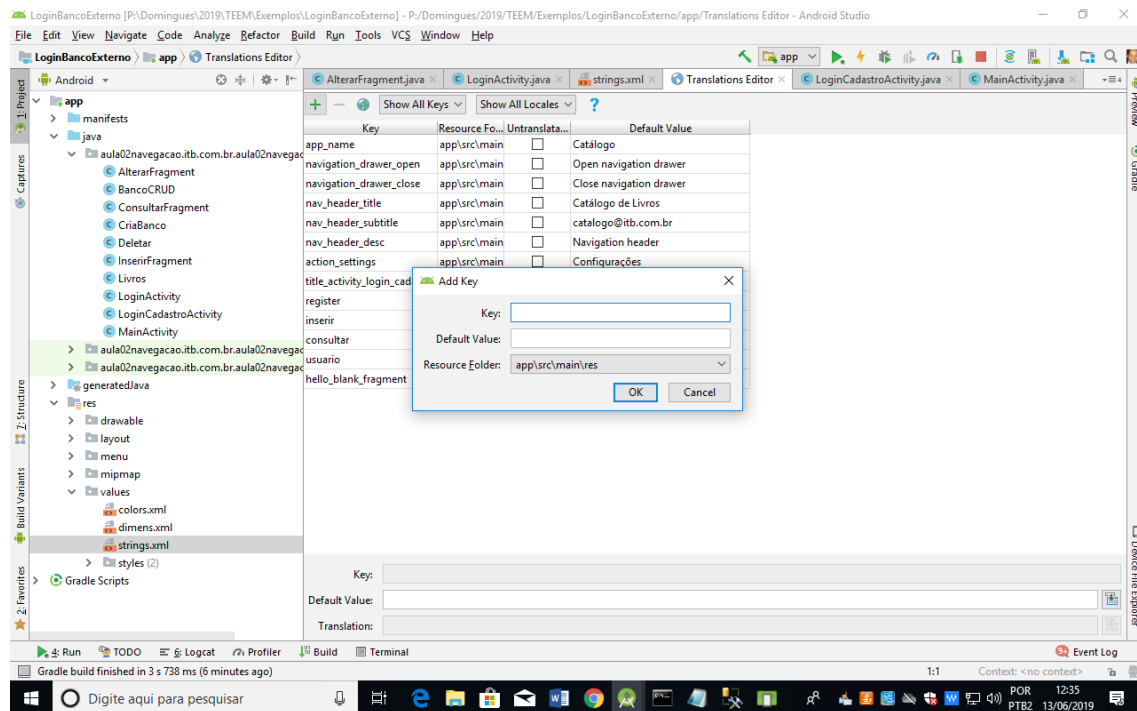 LoginBancoExterno [P:\Domingues\2019\TEEM\Exemplos\LoginBancoExterno] - P:/Domingues/2019/TEEM/Exemplos/LoginBancoExterno/app/Translations Editor - Android Studio
File Edit View Navigate Code Analyze Refactor Build Run Tools VCS Window Help
LoginBancoExterno app Translations Editor app
Android AlterarFragment.java LoginActivity.java strings.xml Translations Editor LoginCadastroActivity.java MainActivity.java
1: Project
Captures
7: Structure
Build Variants
2: Favorites
app
manifests
java
aula02navegacao.itb.com.br.aula02navegac
AlterarFragment
BancoCRUD
ConsultarFragment
CriaBanco
Deletar
InserirFragment
Livros
LoginActivity
LoginCadastroActivity
MainActivity
aula02navegacao.itb.com.br.aula02navegac
aula02navegacao.itb.com.br.aula02navegac
generatedJava
res
drawable
layout
menu
mipmap
values
colors.xml
dimens.xml
strings.xml
styles (2)
Gradle Scripts
Show All Keys Show All Locales ?
Key Resource Fo... Untranslata... Default Value
app_name app\src\main Catálogo
navigation_drawer_open app\src\main Open navigation drawer
navigation_drawer_close app\src\main Close navigation drawer
nav_header_title app\src\main Catálogo de Livros
nav_header_subtitle app\src\main catalogo@itb.com.br
nav_header_desc app\src\main Navigation header
action_settings app\src\main Configurações
title_activity_login_cad
register
inserir
consultar
usuario
hello_blank_fragment
Add Key
Key:
Default Value:
Resource Folder: app\src\main\res
OK Cancel
Key:
Default Value:
Translation:
Preview
Gradle
Device File Explorer
4: Run TODO 6: Logcat Profiler Build Terminal Event Log
Gradle build finished in 3 s 738 ms (6 minutes ago) 1:1 Context: <no context>
Digite aqui para pesquisar
POR 12:35
PTB2 13/06/2019